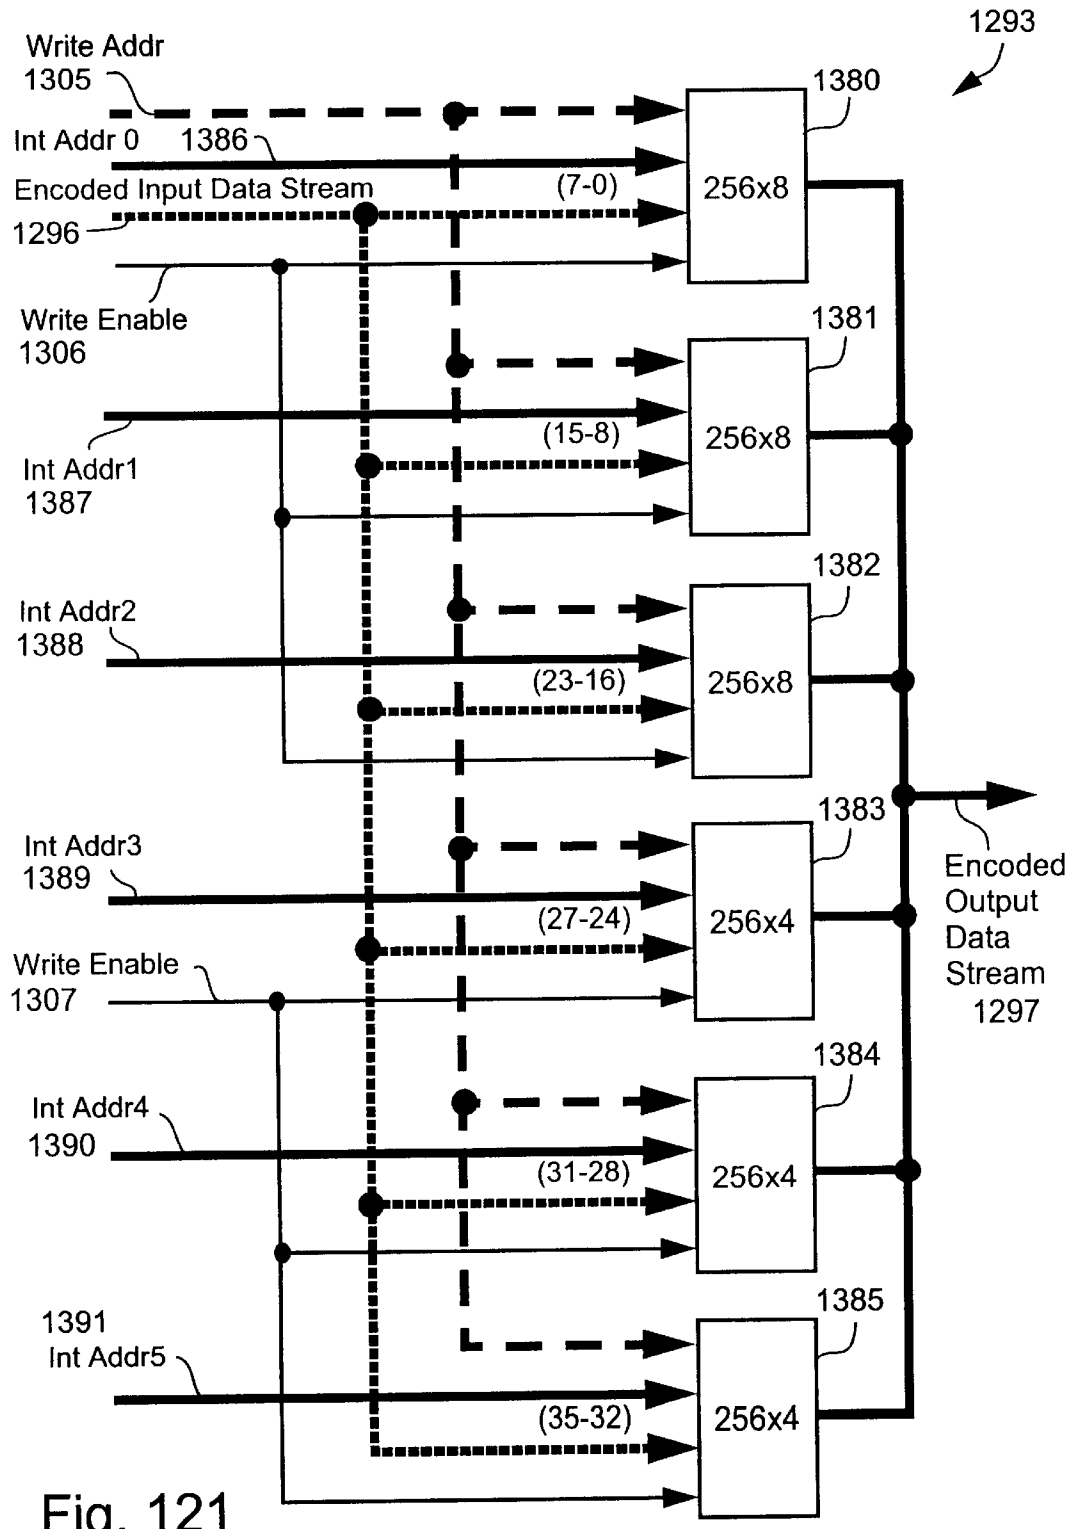 1293
Write Addr
1305
1380
Int Addr 0
1386
(7-0)
256x8
Encoded Input Data Stream
1296
Write Enable
1306
1381
(15-8)
256x8
Int Addr1
1387
1382
Int Addr2
1388
(23-16)
256x8
1383
Int Addr3
1389
(27-24)
256x4
Encoded
Output
Data
Stream
1297
Write Enable
1307
1384
Int Addr4
1390
(31-28)
256x4
1385
1391
Int Addr5
(35-32)
256x4
Fig. 121